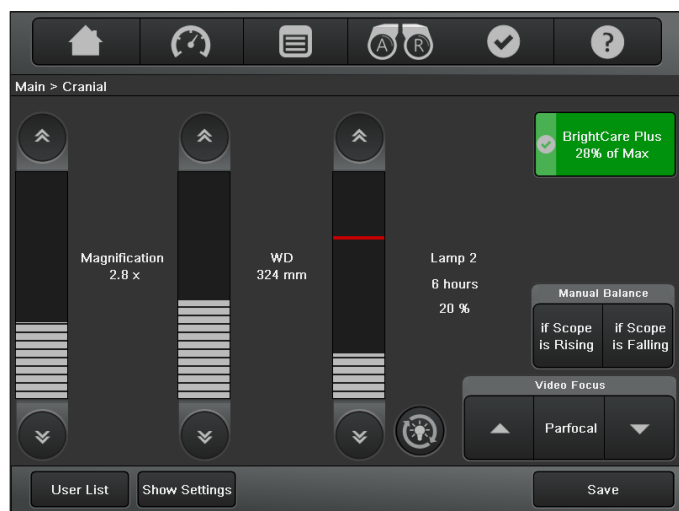 A R ?
Main > Cranial
BrightCare Plus
28% of Max
Magnification
2.8 x
WD
324 mm
Lamp 2
6 hours
20 %
Manual Balance
if Scope
is Rising
if Scope
is Falling
Video Focus
Parfocal
User List
Show Settings
Save